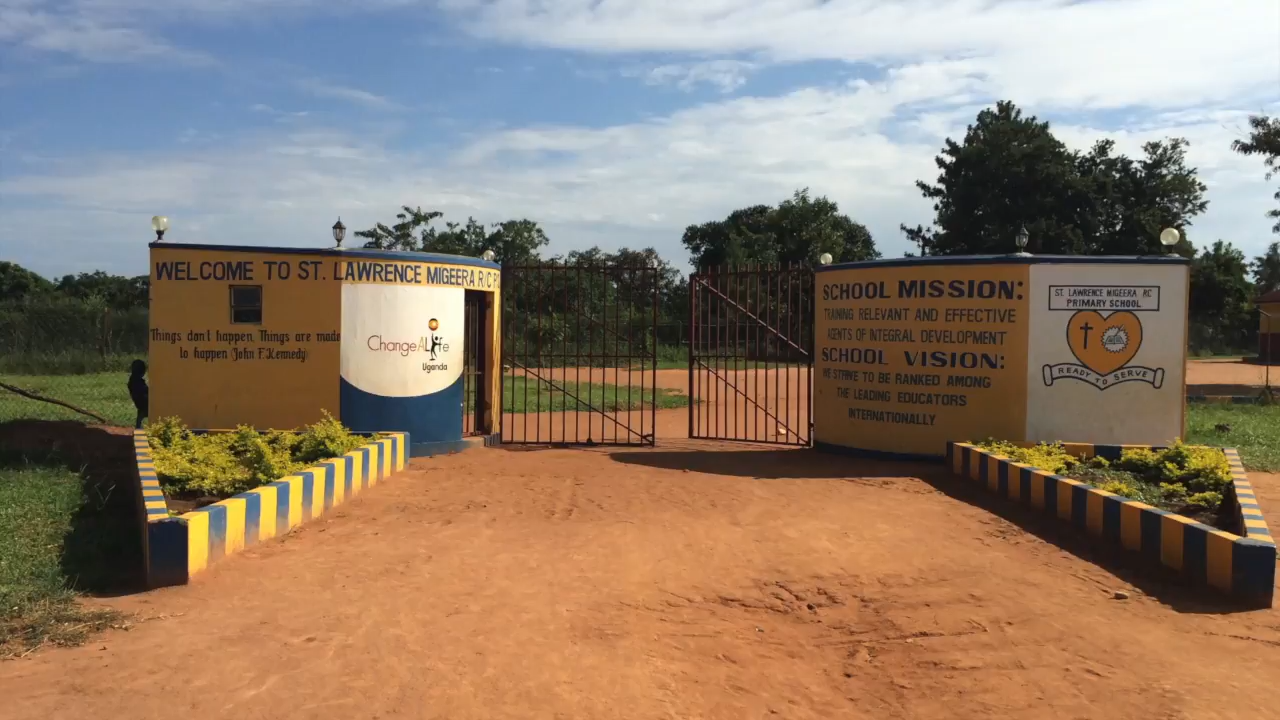 WELCOME TO ST. LAWRENCE MIGEERA R/C P/
Things don't happen, Things are made
to happen (John F. Kennedy)
ChangeALife
Uganda
SCHOOL MISSION:
TRAINING RELEVANT AND EFFECTIVE
AGENTS OF INTEGRAL DEVELOPMENT
SCHOOL VISION:
WE STRIVE TO BE RANKED AMONG
THE LEADING EDUCATORS
INTERNATIONALLY
ST. LAWRENCE MIGEERA RC
PRIMARY SCHOOL
READY TO SERVE